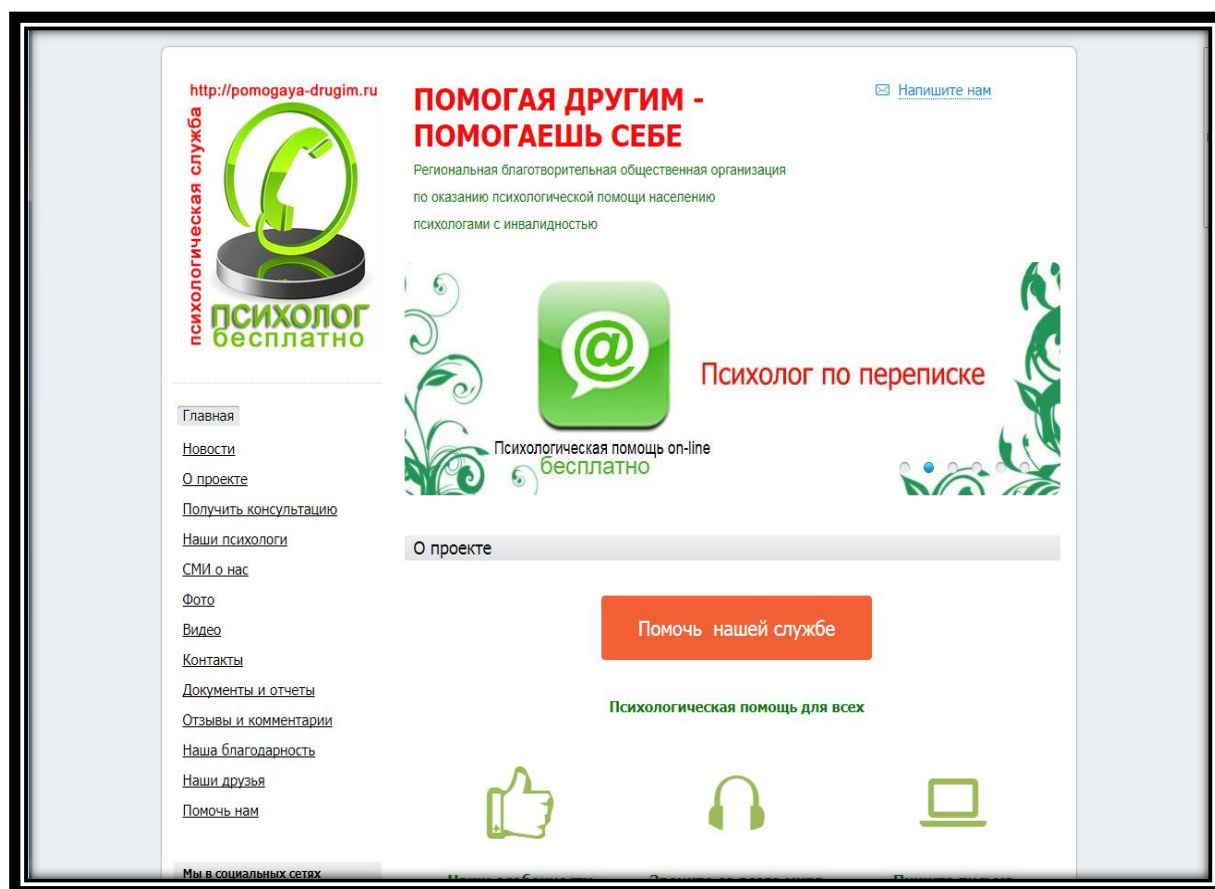 http://pomogaya-drugim.ru
психологическая служба
ПСИХОЛОГ
бесплатно
ПОМОГАЯ ДРУГИМ -
ПОМОГАЕШЬ СЕБЕ
Региональная благотворительная общественная организация
по оказанию психологической помощи населению
психологами с инвалидностью
Напишите нам
@
Психолог по переписке
Психологическая помощь on-line
бесплатно
Главная
Новости
О проекте
Получить консультацию
Наши психологи
СМИ о нас
Фото
Видео
Контакты
Документы и отчеты
Отзывы и комментарии
Наша благодарность
Наши друзья
Помочь нам
Мы в социальных сетях
О проекте
Помочь нашей службе
Психологическая помощь для всех